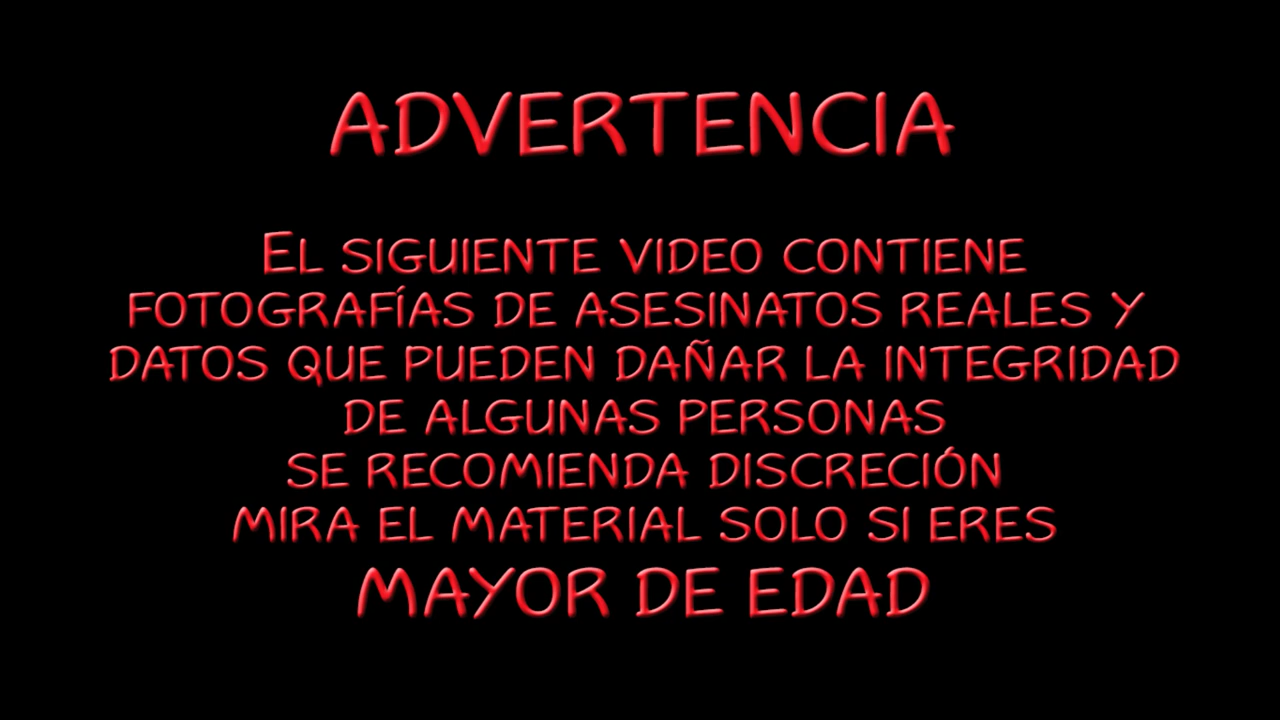 ADVERTENCIA
EL SIGUIENTE VIDEO CONTIENE
FOTOGRAFÍAS DE ASESINATOS REALES Y
DATOS QUE PUEDEN DAÑAR LA INTEGRIDAD
DE ALGUNAS PERSONAS
SE RECOMIENDA DISCRECIÓN
MIRA EL MATERIAL SOLO SI ERES
MAYOR DE EDAD